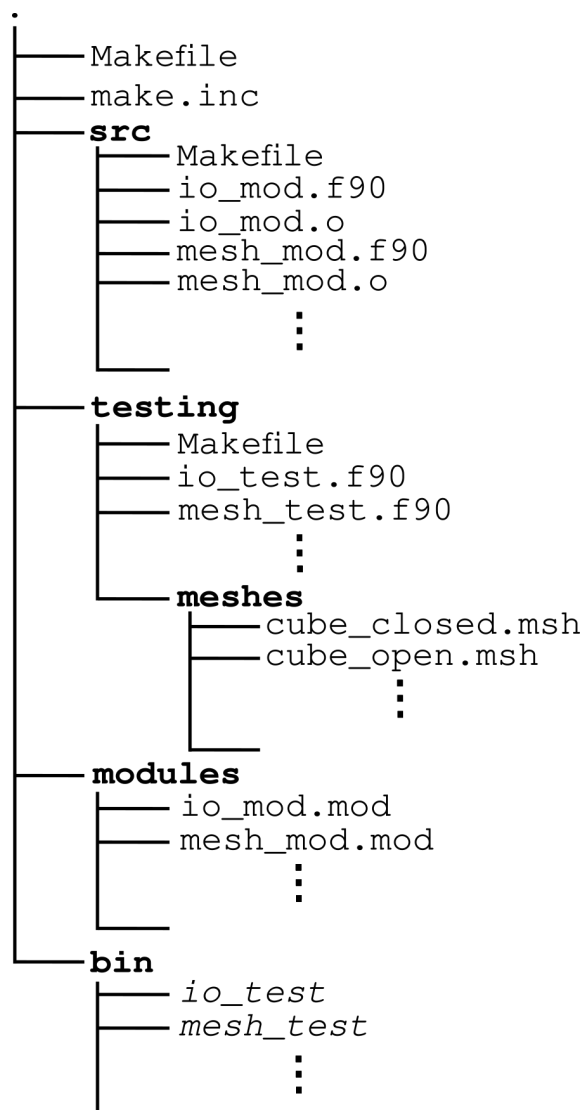 .
Makefile
make.inc
src
Makefile
io_mod.f90
io_mod.o
mesh_mod.f90
mesh_mod.o
⋮
testing
Makefile
io_test.f90
mesh_test.f90
⋮
meshes
cube_closed.msh
cube_open.msh
⋮
modules
io_mod.mod
mesh_mod.mod
⋮
bin
io_test
mesh_test
⋮